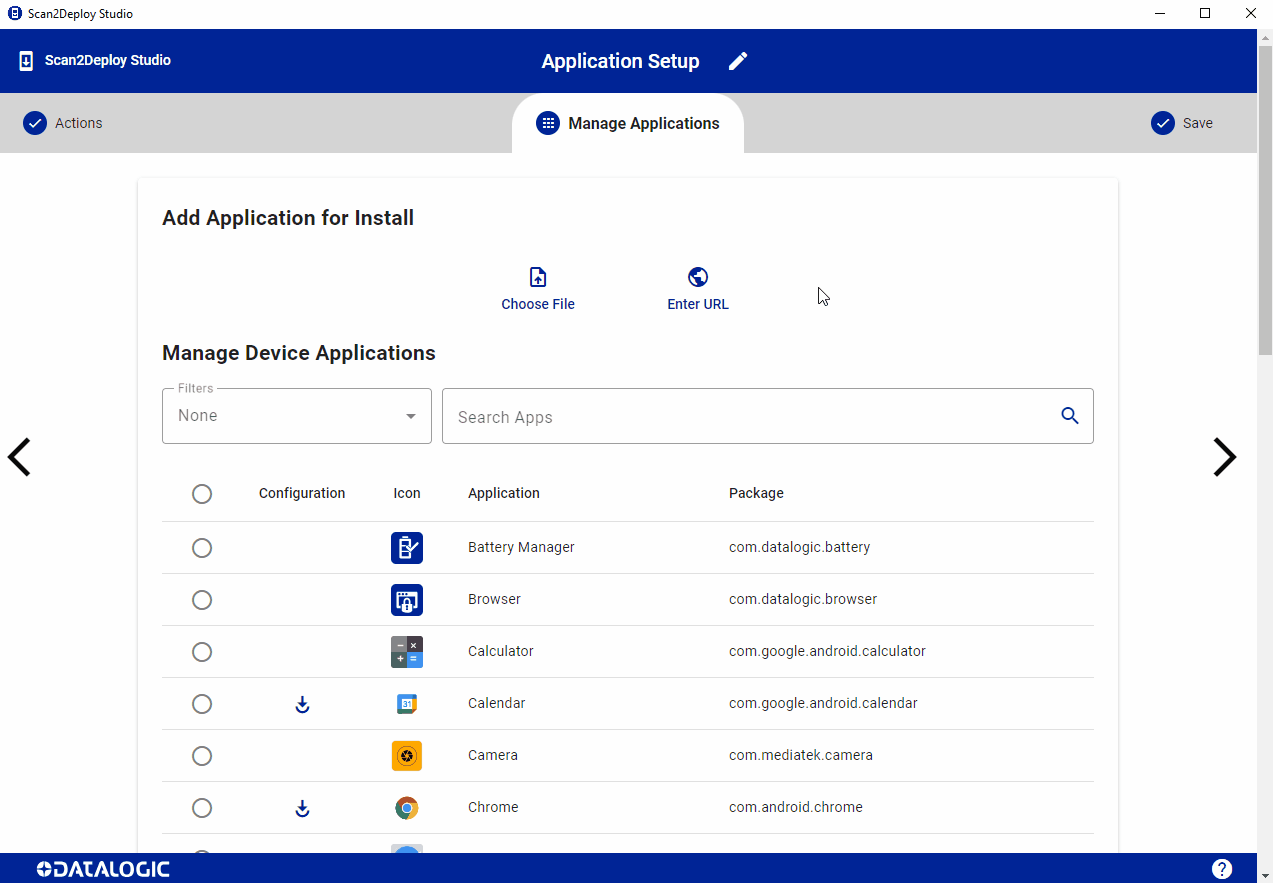 Scan2Deploy Studio
Scan2Deploy Studio
Application Setup
Actions
Manage Applications
Save
Add Application for Install
Choose File
Enter URL
Manage Device Applications
Filters
None
Search Apps
Configuration Icon Application Package
Battery Manager com.datalogic.battery
Browser com.datalogic.browser
Calculator com.google.android.calculator
31 Calendar com.google.android.calendar
Camera com.mediatek.camera
Chrome com.android.chrome
DATALOGIC
?